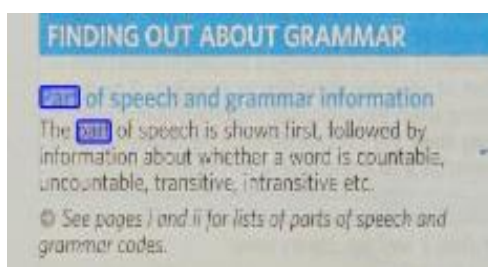 FINDING OUT ABOUT GRAMMAR
Part of speech and grammar information
The part of speech is shown first, followed by
information about whether a word is countable,
uncountable, transitive, intransitive etc.
© See pages i and ii for lists of parts of speech and
grammar codes.